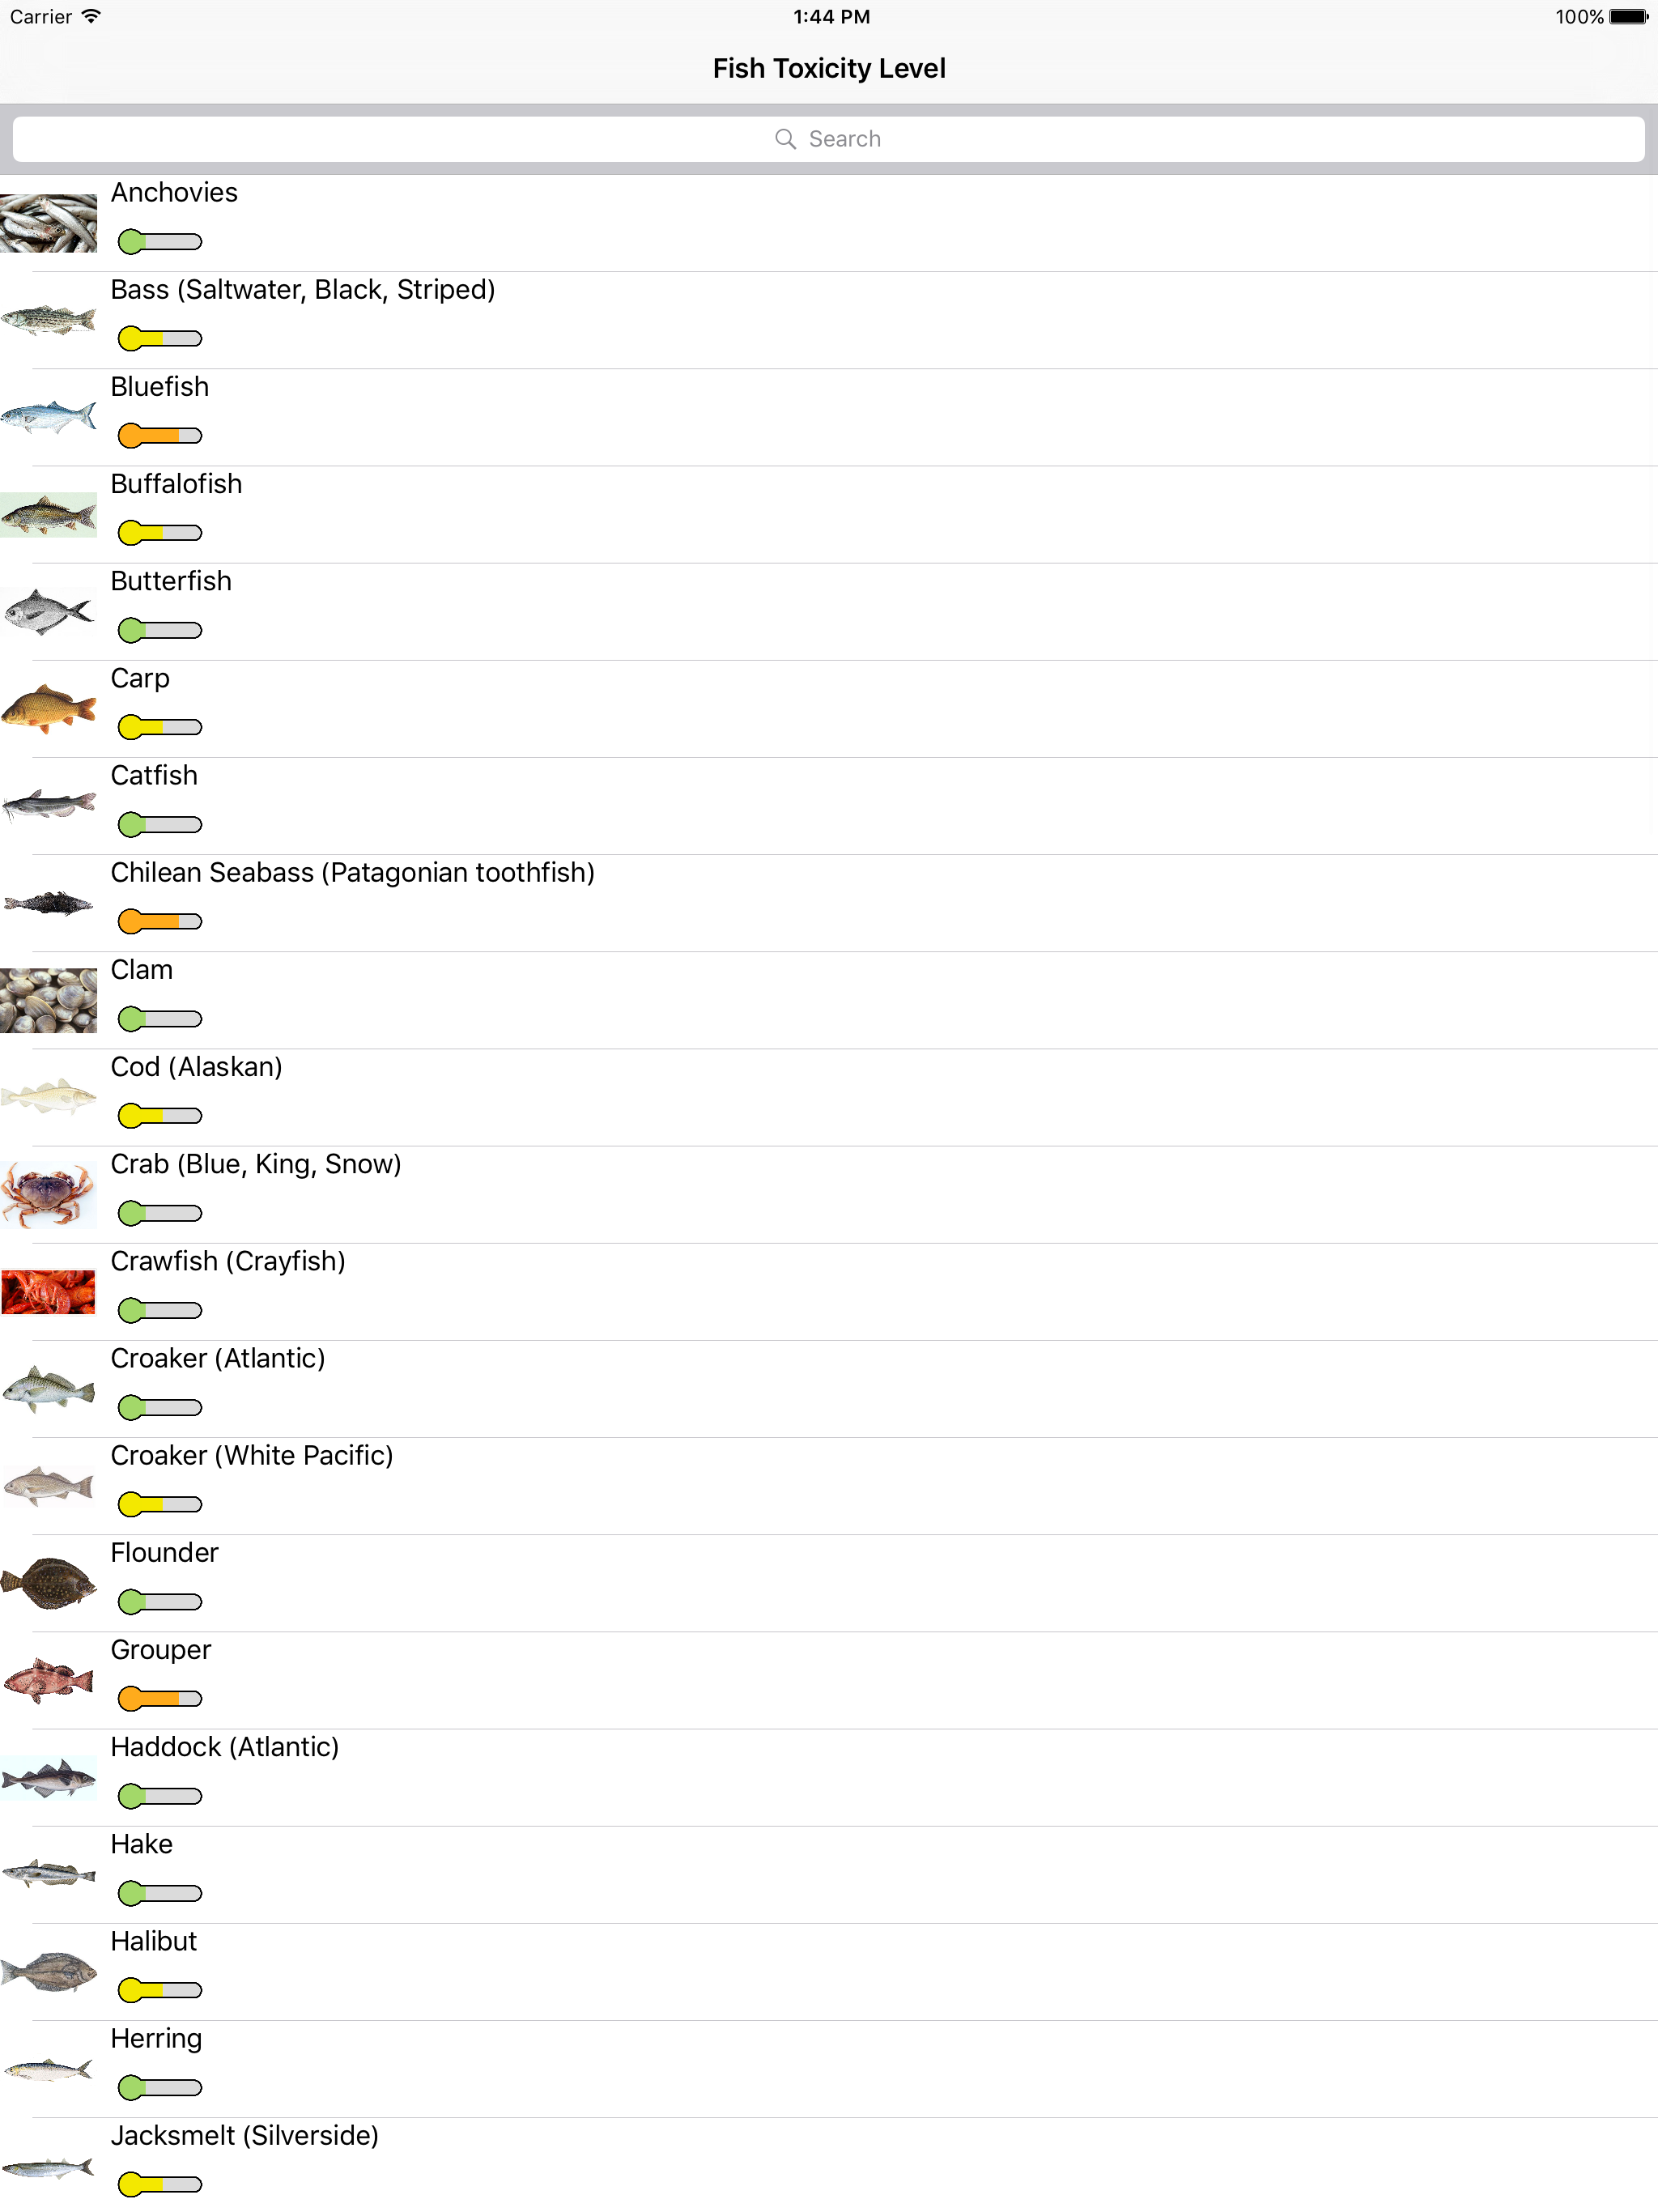 Carrier
1:44 PM
100%
Fish Toxicity Level
Search
Anchovies
Bass (Saltwater, Black, Striped)
Bluefish
Buffalofish
Butterfish
Carp
Catfish
Chilean Seabass (Patagonian toothfish)
Clam
Cod (Alaskan)
Crab (Blue, King, Snow)
Crawfish (Crayfish)
Croaker (Atlantic)
Croaker (White Pacific)
Flounder
Grouper
Haddock (Atlantic)
Hake
Halibut
Herring
Jacksmelt (Silverside)